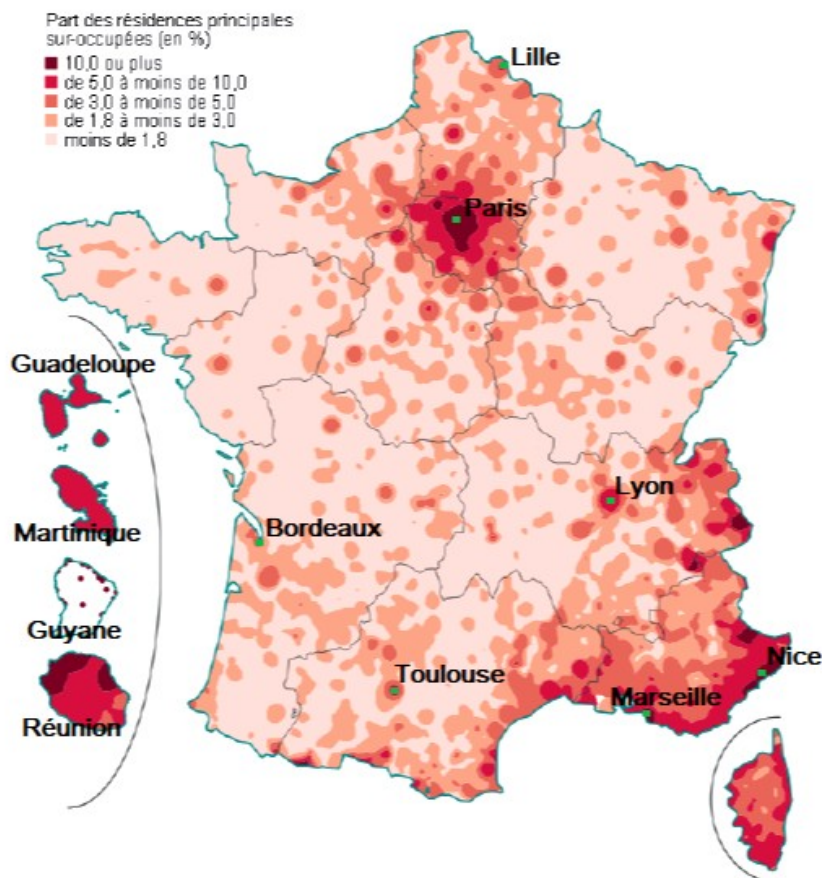 Part des résidences principales
sur-occupées (en %)
10,0 ou plus
de 5,0 à moins de 10,0
de 3,0 à moins de 5,0
de 1,8 à moins de 3,0
moins de 1,8
Lille
Paris
Guadeloupe
Lyon
Martinique
Bordeaux
Guyane
Toulouse
Nice
Marseille
Réunion